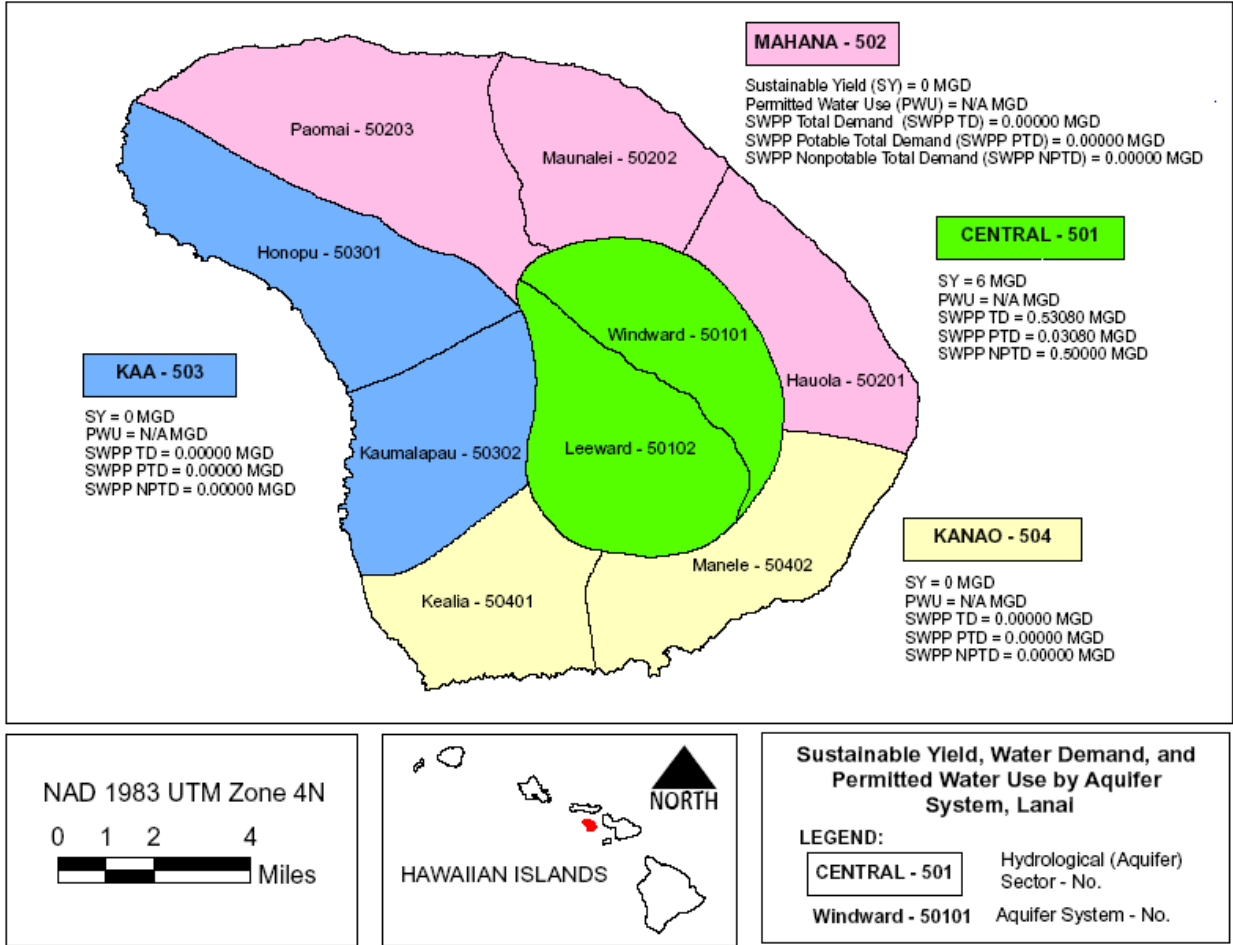 MAHANA - 502
Sustainable Yield (SY) = 0 MGD
Permitted Water Use (PWU) = N/A MGD
SWPP Total Demand (SWPP TD) = 0.00000 MGD
SWPP Potable Total Demand (SWPP PTD) = 0.00000 MGD
SWPP Nonpotable Total Demand (SWPP NPTD) = 0.00000 MGD
Paomai - 50203
Maunalei - 50202
Honopu - 50301
CENTRAL - 501
SY = 6 MGD
PWU = N/A MGD
SWPP TD = 0.53080 MGD
SWPP PTD = 0.03080 MGD
SWPP NPTD = 0.50000 MGD
Windward - 50101
Hauola - 50201
KAA - 503
SY = 0 MGD
PWU = N/A MGD
SWPP TD = 0.00000 MGD
SWPP PTD = 0.00000 MGD
SWPP NPTD = 0.00000 MGD
Kaumalapau - 50302
Leeward - 50102
KANAO - 504
SY = 0 MGD
PWU = N/A MGD
SWPP TD = 0.00000 MGD
SWPP PTD = 0.00000 MGD
SWPP NPTD = 0.00000 MGD
Manele - 50402
Kealia - 50401
NAD 1983 UTM Zone 4N
0 1 2 4
Miles
NORTH
HAWAIIAN ISLANDS
Sustainable Yield, Water Demand, and
Permitted Water Use by Aquifer
System, Lanai
LEGEND:
CENTRAL - 501
Hydrological (Aquifer)
Sector - No.
Windward - 50101
Aquifer System - No.